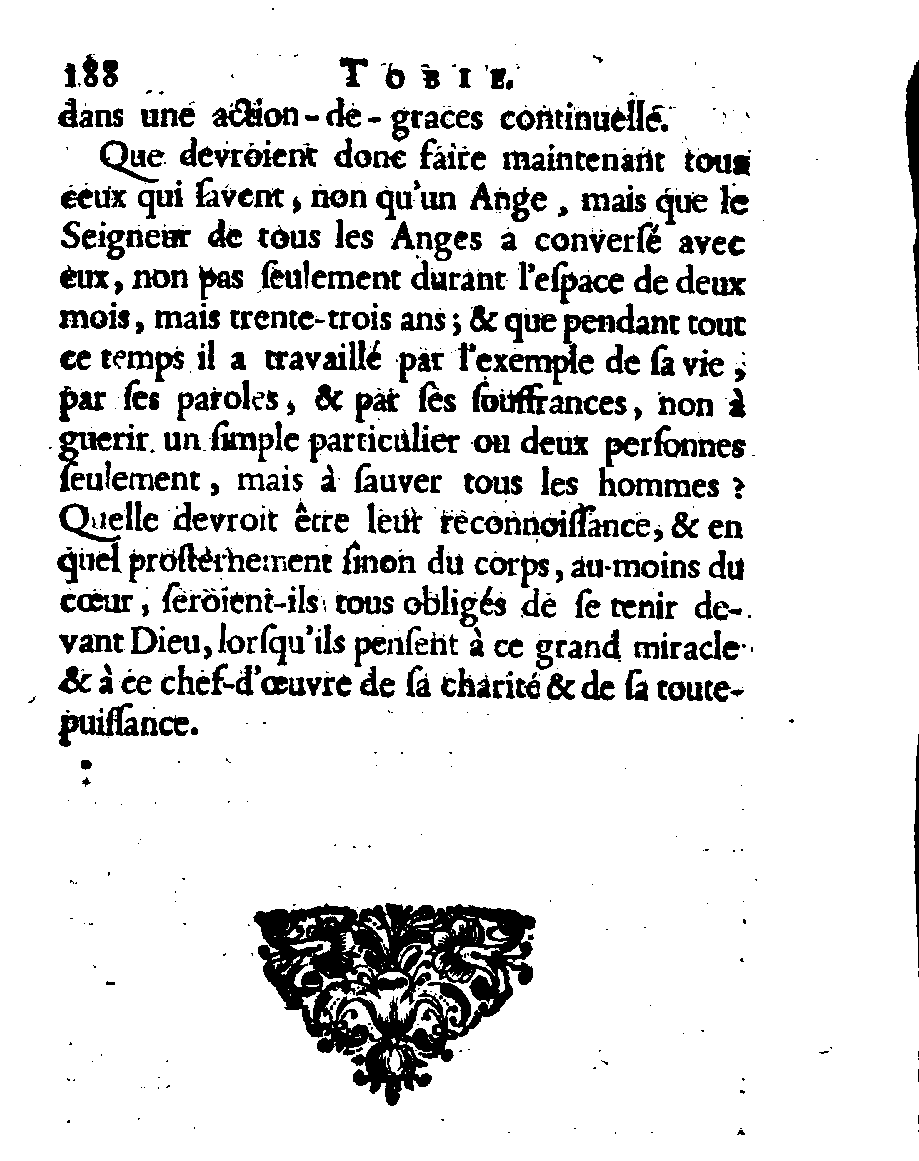 188 TOBIE.
dans une action-de-graces continuelle.
Que devroient donc faire maintenant tous
ceux qui ſavent, non qu'un Ange, mais que le
Seigneur de tous les Anges a converſé avec
eux, non pas ſeulement durant l'eſpace de deux
mois, mais trente-trois ans; & que pendant tout
ce temps il a travaillé par l'exemple de ſa vie,
par ſes paroles, & par ſes ſouffrances, non à
guerir un ſimple particulier ou deux perſonnes
ſeulement, mais à ſauver tous les hommes?
Quelle devroit être leur reconnoiſſance, & en
quel proſternement ſinon du corps, au-moins du
cœur, ſeroient-ils tous obligés de ſe tenir de-
vant Dieu, lorſqu'ils penſent à ce grand miracle
& à ce chef-d'œuvre de ſa charité & de ſa toute-
puiſſance.